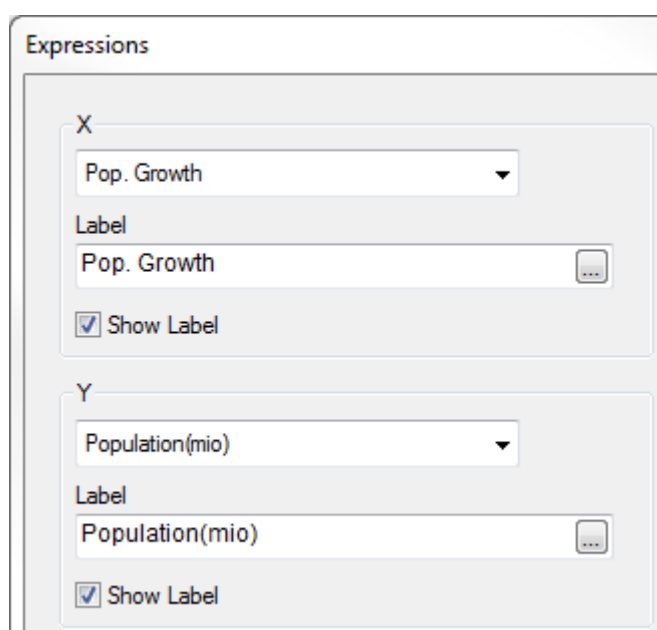 Expressions
X
Pop. Growth
Label
Pop. Growth
...
Show Label
Y
Population(mio)
Label
Population(mio)
...
Show Label